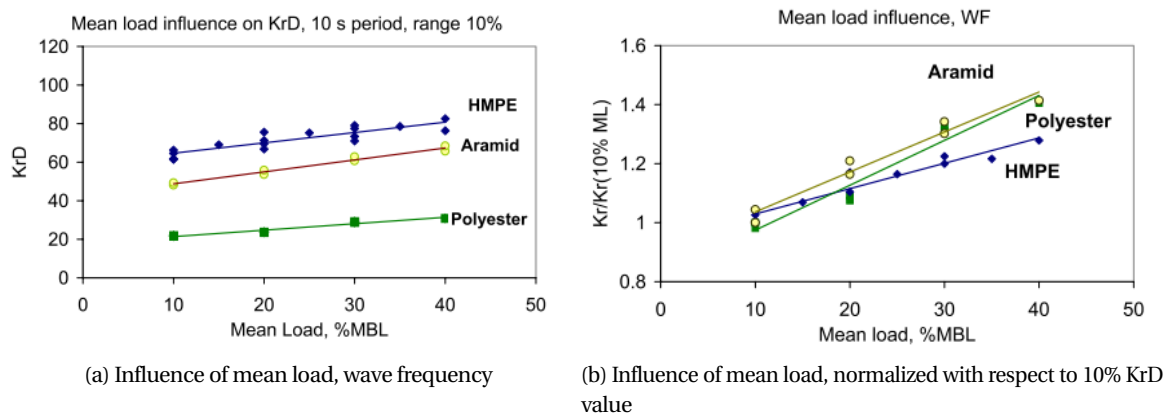 Mean load influence on KrD, 10 s period, range 10%
120
100
80
60
40
20
0
KrD
HMPE
Aramid
Polyester
0 10 20 30 40 50
Mean Load, %MBL
(a) Influence of mean load, wave frequency
Mean load influence, WF
1.6
1.4
1.2
1
0.8
Kr/Kr(10% ML)
Aramid
Polyester
HMPE
0 10 20 30 40 50
Mean load, %MBL
(b) Influence of mean load, normalized with respect to 10% KrD
value